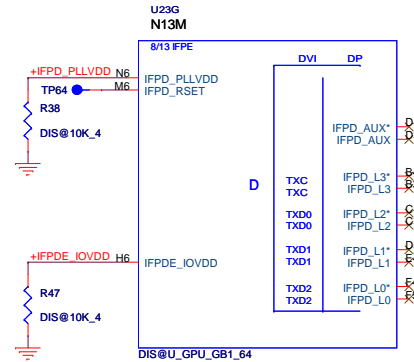 U23G
N13M
8/13 IFPE
DVI DP
+IFPD_PLLVDD N6 IFPD_PLLVDD
TP64 M6 IFPD_RSET
R38
DIS@10K_4
IFPD_AUX*
IFPD_AUX
D
TXC IFPD_L3*
TXC IFPD_L3
TXD0 IFPD_L2*
TXD0 IFPD_L2
TXD1 IFPD_L1*
TXD1 IFPD_L1
+IFPDE_IOVDD H6 IFPDE_IOVDD
TXD2 IFPD_L0*
TXD2 IFPD_L0
R47
DIS@10K_4
DIS@U_GPU_GB1_64